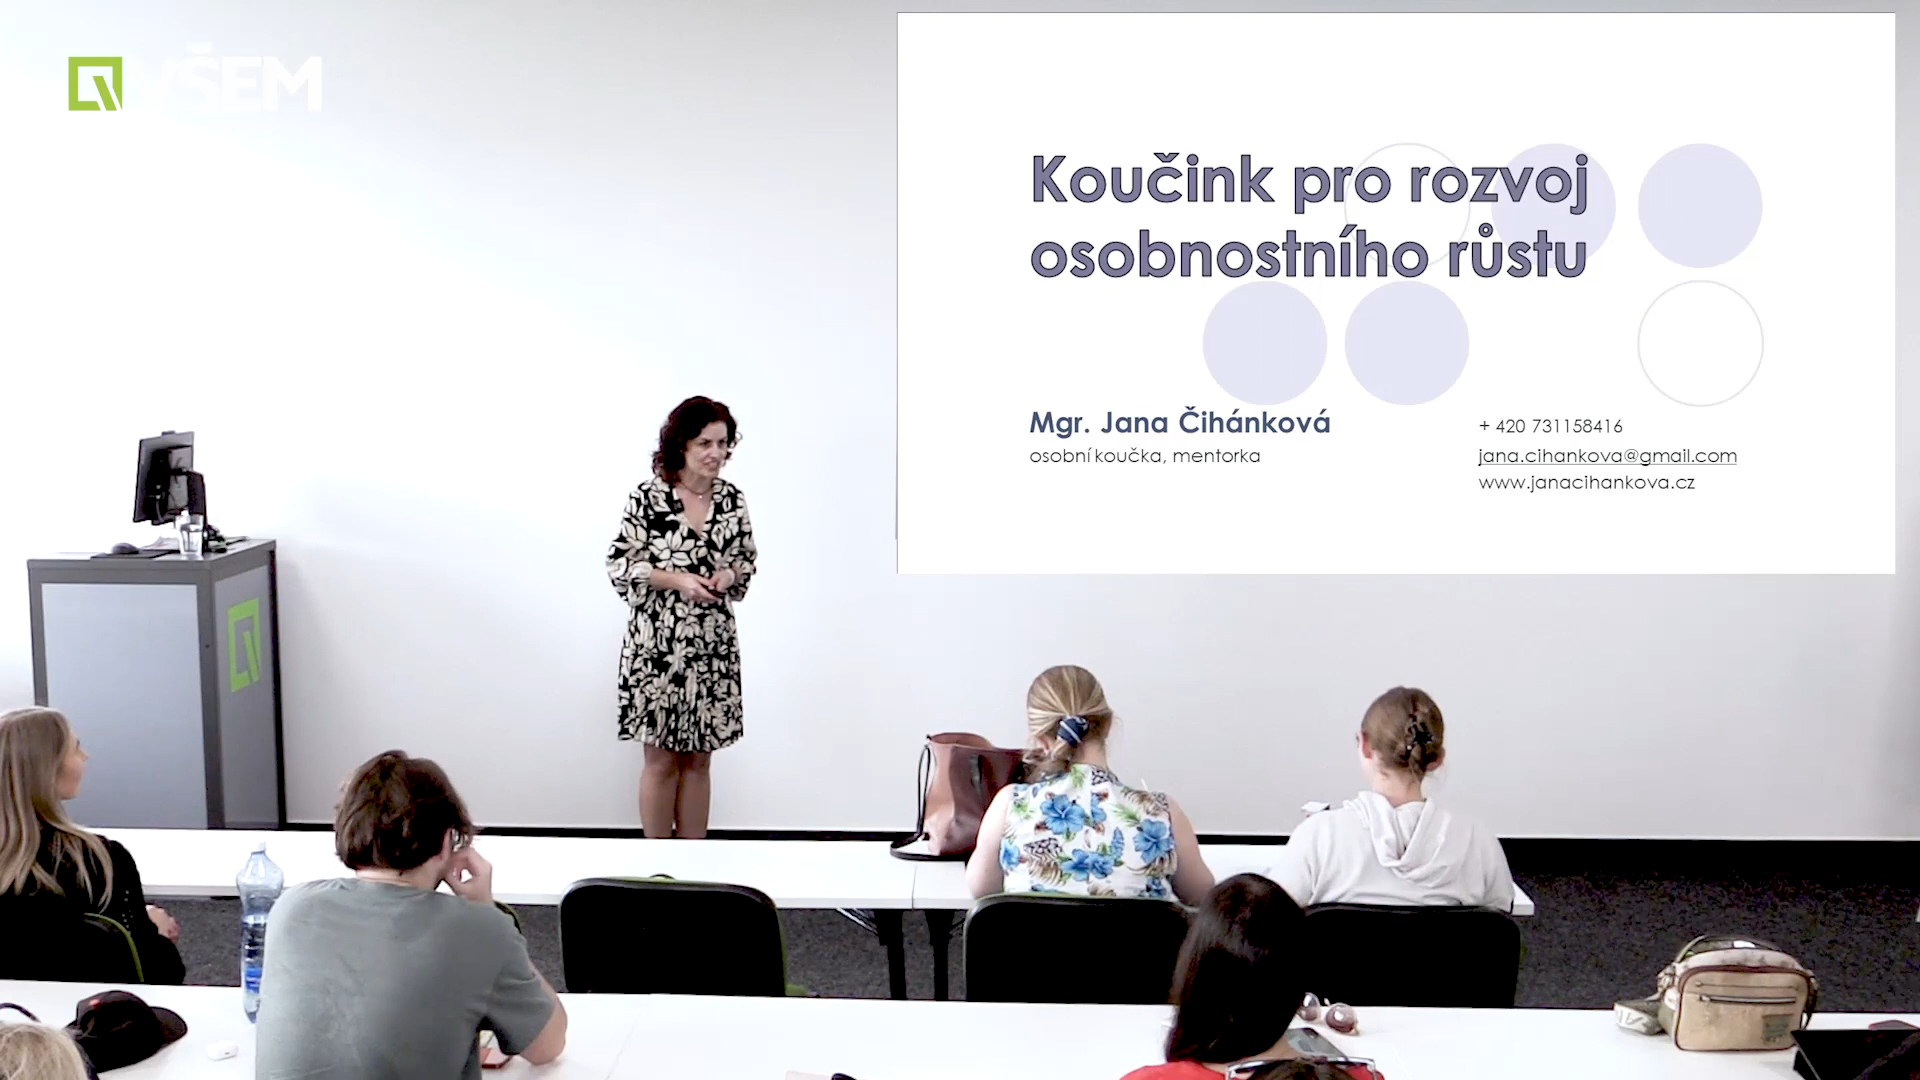 VŠEM
Koučink pro rozvoj
osobnostního růstu
Mgr. Jana Čihánková
osobní koučka, mentorka
+ 420 731158416
jana.cihankova@gmail.com
www.janacihankova.cz